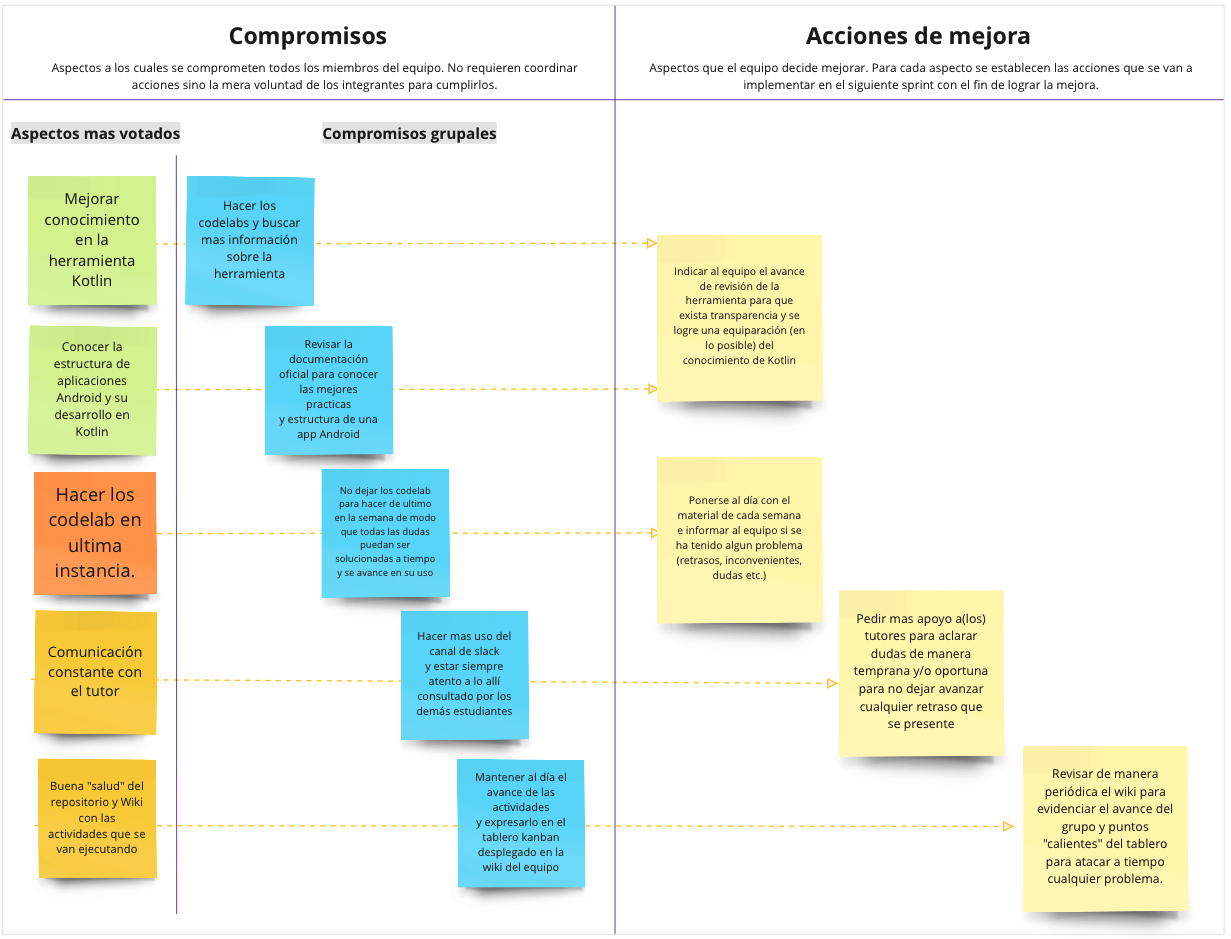 Compromisos
Aspectos a los cuales se comprometen todos los miembros del equipo. No requieren coordinar
acciones sino la mera voluntad de los integrantes para cumplirlos.
Acciones de mejora
Aspectos que el equipo decide mejorar. Para cada aspecto se establecen las acciones que se van a
implementar en el siguiente sprint con el fin de lograr la mejora.
Aspectos mas votados
Compromisos grupales
Mejorar
conocimiento
en la
herramienta
Kotlin
Hacer los
codelabs y buscar
mas información
sobre la
herramienta
Indicar al equipo el avance
de revisión de la
herramienta para que
exista transparencia y se
logre una equiparación (en
lo posible) del
conocimiento de Kotlin
Conocer la
estructura de
aplicaciones
Android y su
desarrollo en
Kotlin
Revisar la
documentación
oficial para conocer
las mejores
practicas
y estructura de una
app Android
Hacer los
codelab en
ultima
instancia.
No dejar los codelab
para hacer de ultimo
en la semana de modo
que todas las dudas
puedan ser
solucionadas a tiempo
y se avance en su uso
Ponerse al día con el
material de cada semana
e informar al equipo si se
ha tenido algun problema
(retrasos, inconvenientes,
dudas etc.)
Comunicación
constante con
el tutor
Hacer mas uso del
canal de slack
y estar siempre
atento a lo allí
consultado por los
demás estudiantes
Pedir mas apoyo a(los)
tutores para aclarar
dudas de manera
temprana y/o oportuna
para no dejar avanzar
cualquier retraso que
se presente
Buena "salud" del
repositorio y Wiki
con las
actividades que se
van ejecutando
Mantener al día el
avance de las
actividades
y expresarlo en el
tablero kanban
desplegado en la
wiki del equipo
Revisar de manera
periódica el wiki para
evidenciar el avance del
grupo y puntos
"calientes" del tablero
para atacar a tiempo
cualquier problema.